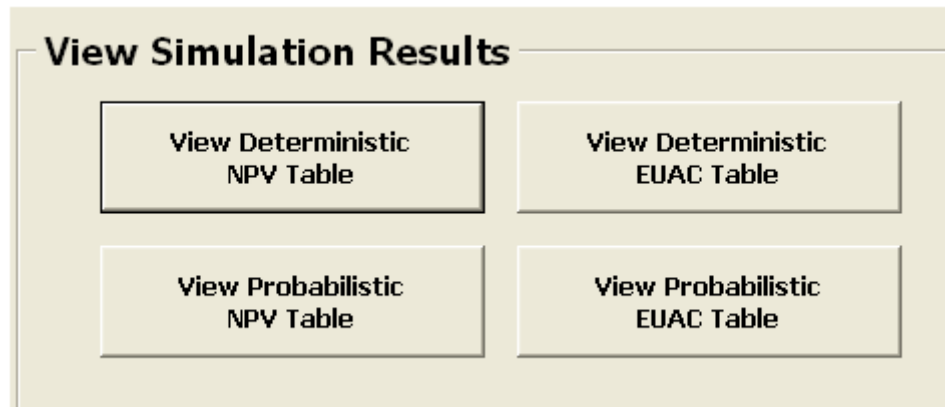 View Simulation Results
View Deterministic
NPV Table
View Deterministic
EUAC Table
View Probabilistic
NPV Table
View Probabilistic
EUAC Table